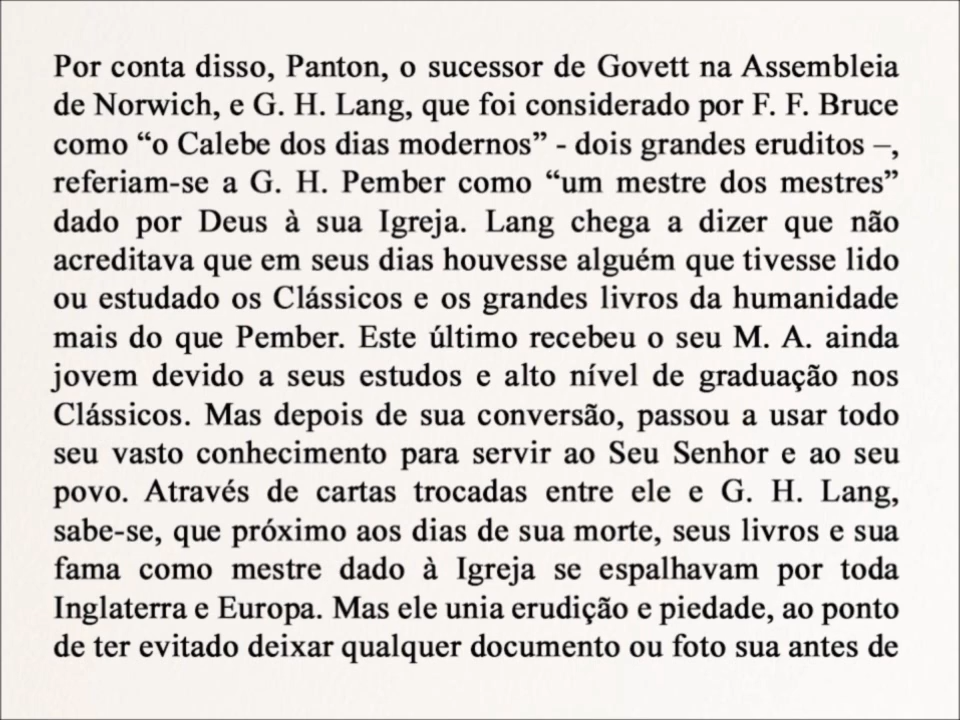 Por conta disso, Panton, o sucessor de Govett na Assembleia
de Norwich, e G. H. Lang, que foi considerado por F. F. Bruce
como “o Calebe dos dias modernos” - dois grandes eruditos –,
referiam-se a G. H. Pember como “um mestre dos mestres”
dado por Deus à sua Igreja. Lang chega a dizer que não
acreditava que em seus dias houvesse alguém que tivesse lido
ou estudado os Clássicos e os grandes livros da humanidade
mais do que Pember. Este último recebeu o seu M. A. ainda
jovem devido a seus estudos e alto nível de graduação nos
Clássicos. Mas depois de sua conversão, passou a usar todo
seu vasto conhecimento para servir ao Seu Senhor e ao seu
povo. Através de cartas trocadas entre ele e G. H. Lang,
sabe-se, que próximo aos dias de sua morte, seus livros e sua
fama como mestre dado à Igreja se espalhavam por toda
Inglaterra e Europa. Mas ele unia erudição e piedade, ao ponto
de ter evitado deixar qualquer documento ou foto sua antes de